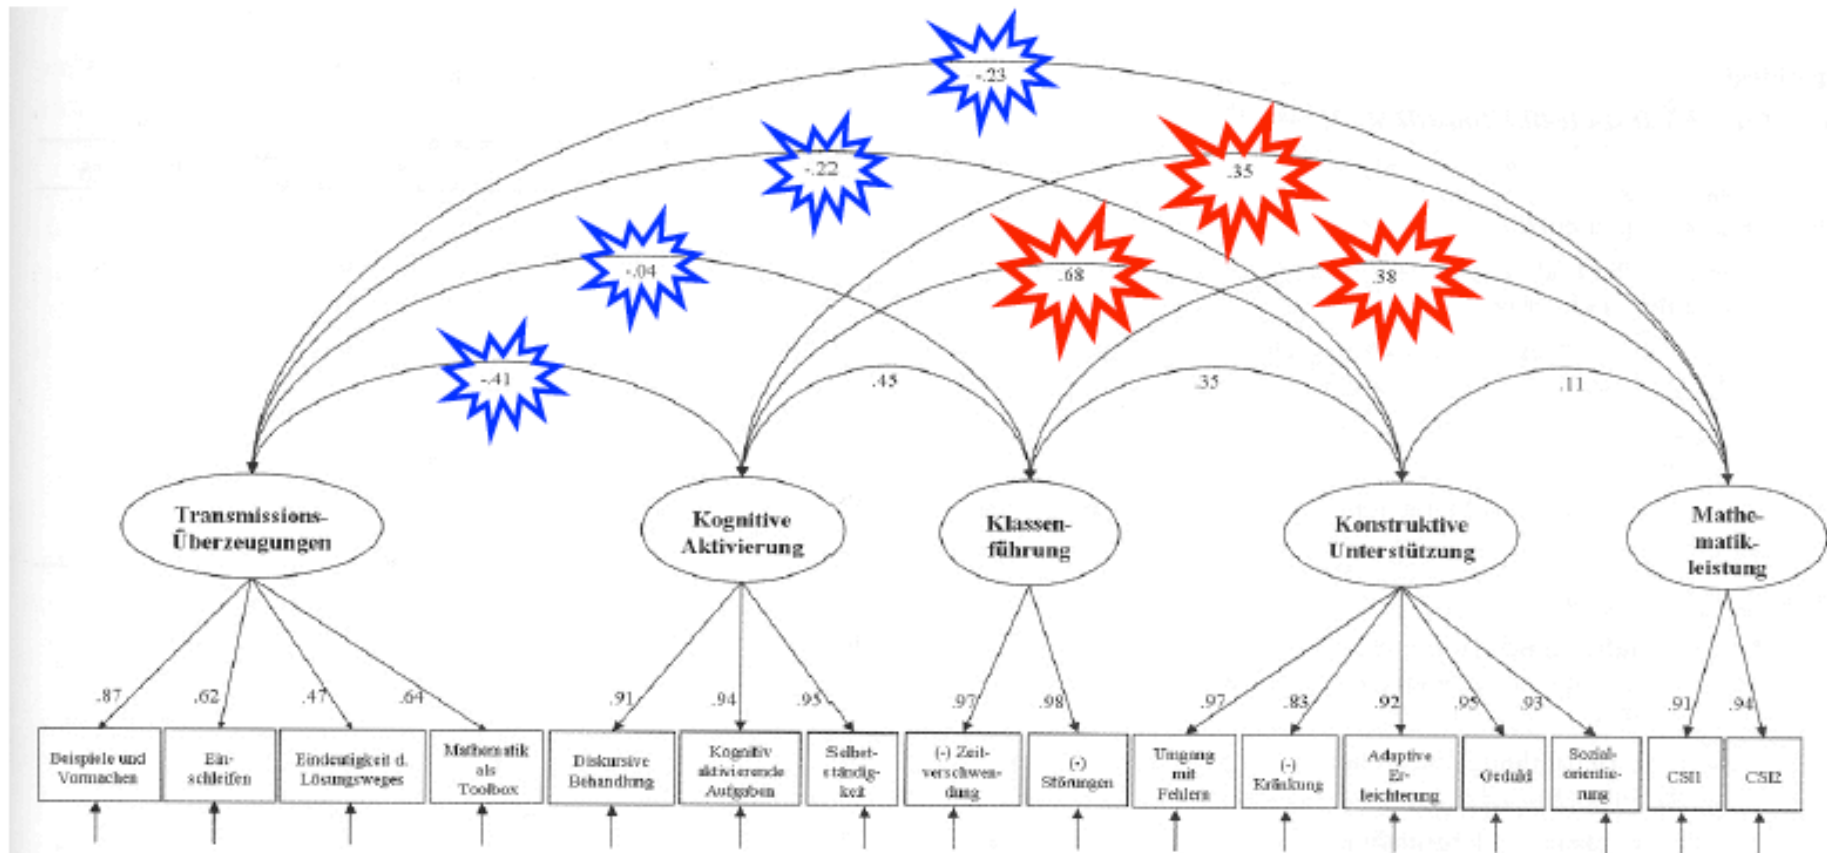 -.23
-.22
.35
-.04
.68
.38
-.41
.45
.35
.11
Transmissions-
Überzeugungen
Kognitive
Aktivierung
Klassen-
führung
Konstruktive
Unterstützung
Mathe-
matik-
leistung
.87
.62
.47
.64
.91
.94
.95
.97
.98
.97
.83
.92
.95
.93
.91
.94
Beispiele und
Vormachen
Ein-
schleifen
Eindeutigkeit d.
Lösungsweges
Mathematik
als
Toolbox
Diskursive
Behandlung
Kognitiv
aktivierende
Aufgaben
Selbst-
ständig-
keit
(-) Zeit-
verschwen-
dung
(-)
Störungen
Umgang
mit
Fehlern
(-)
Kränkung
Adaptive
Er-
leichterung
Geduld
Sozial-
orientie-
rung
CSI1
CSI2